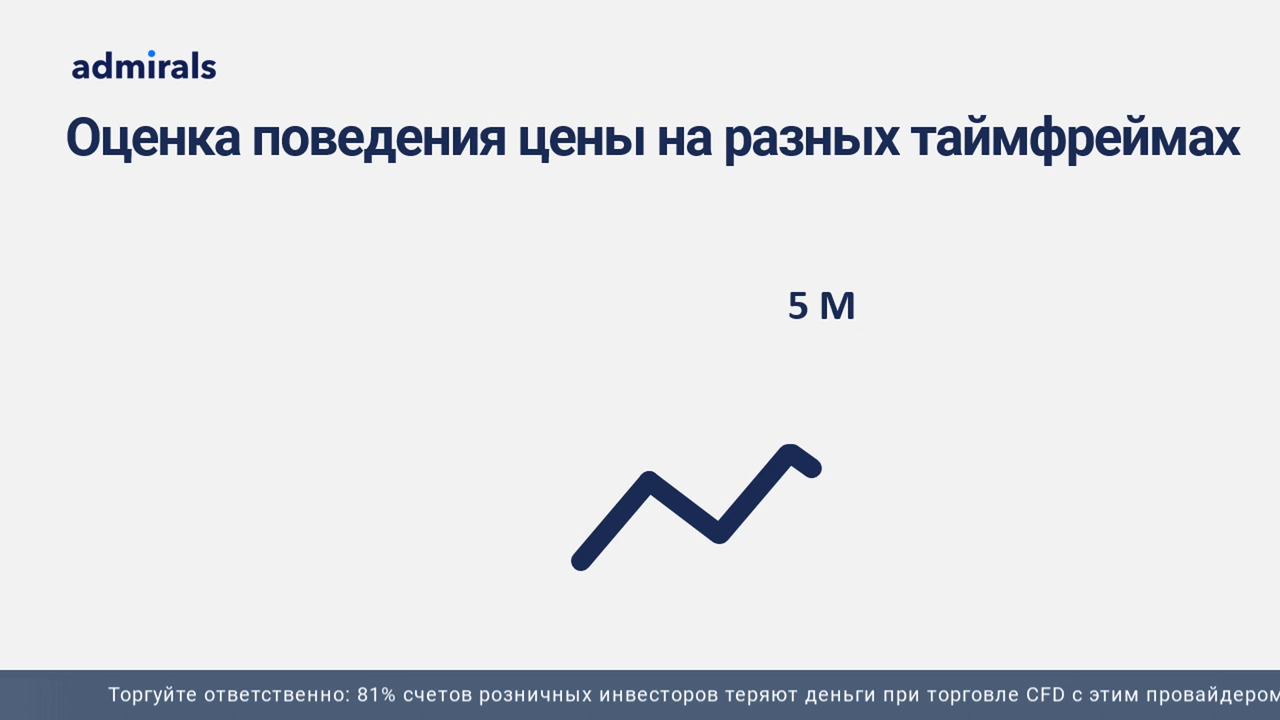 admirals
Оценка поведения цены на разных таймфреймах
5 М
Торгуйте ответственно: 81% счетов розничных инвесторов теряют деньги при торговле CFD с этим провайдером